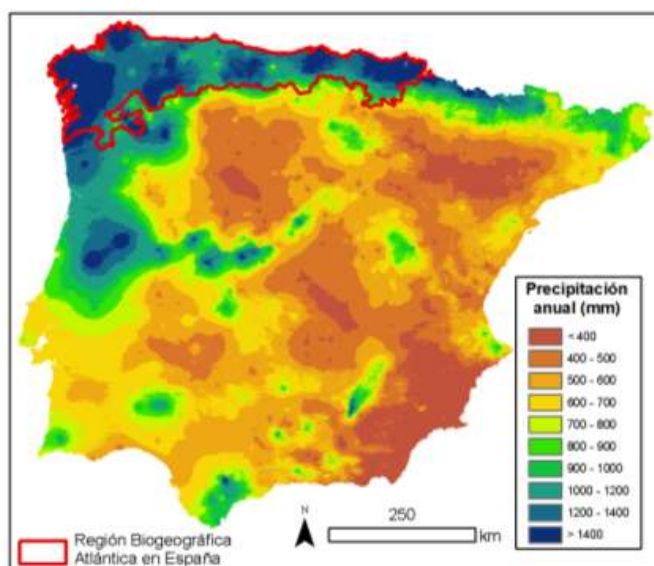 Precipitación
anual (mm)
< 400
400 - 500
500 - 600
600 - 700
700 - 800
800 - 900
900 - 1000
1000 - 1200
1200 - 1400
> 1400
Región Biogeográfica
Atlántica en España
N
250
km